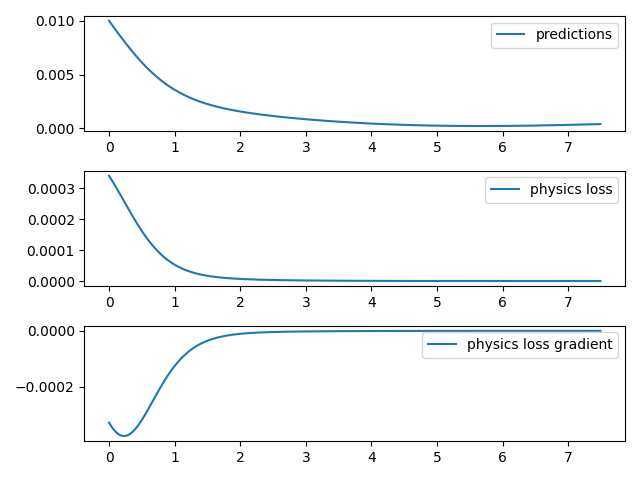 0.010
0.005
0.000
predictions
0 1 2 3 4 5 6 7
0.0003
0.0002
0.0001
0.0000
physics loss
0 1 2 3 4 5 6 7
0.0000
−0.0002
physics loss gradient
0 1 2 3 4 5 6 7